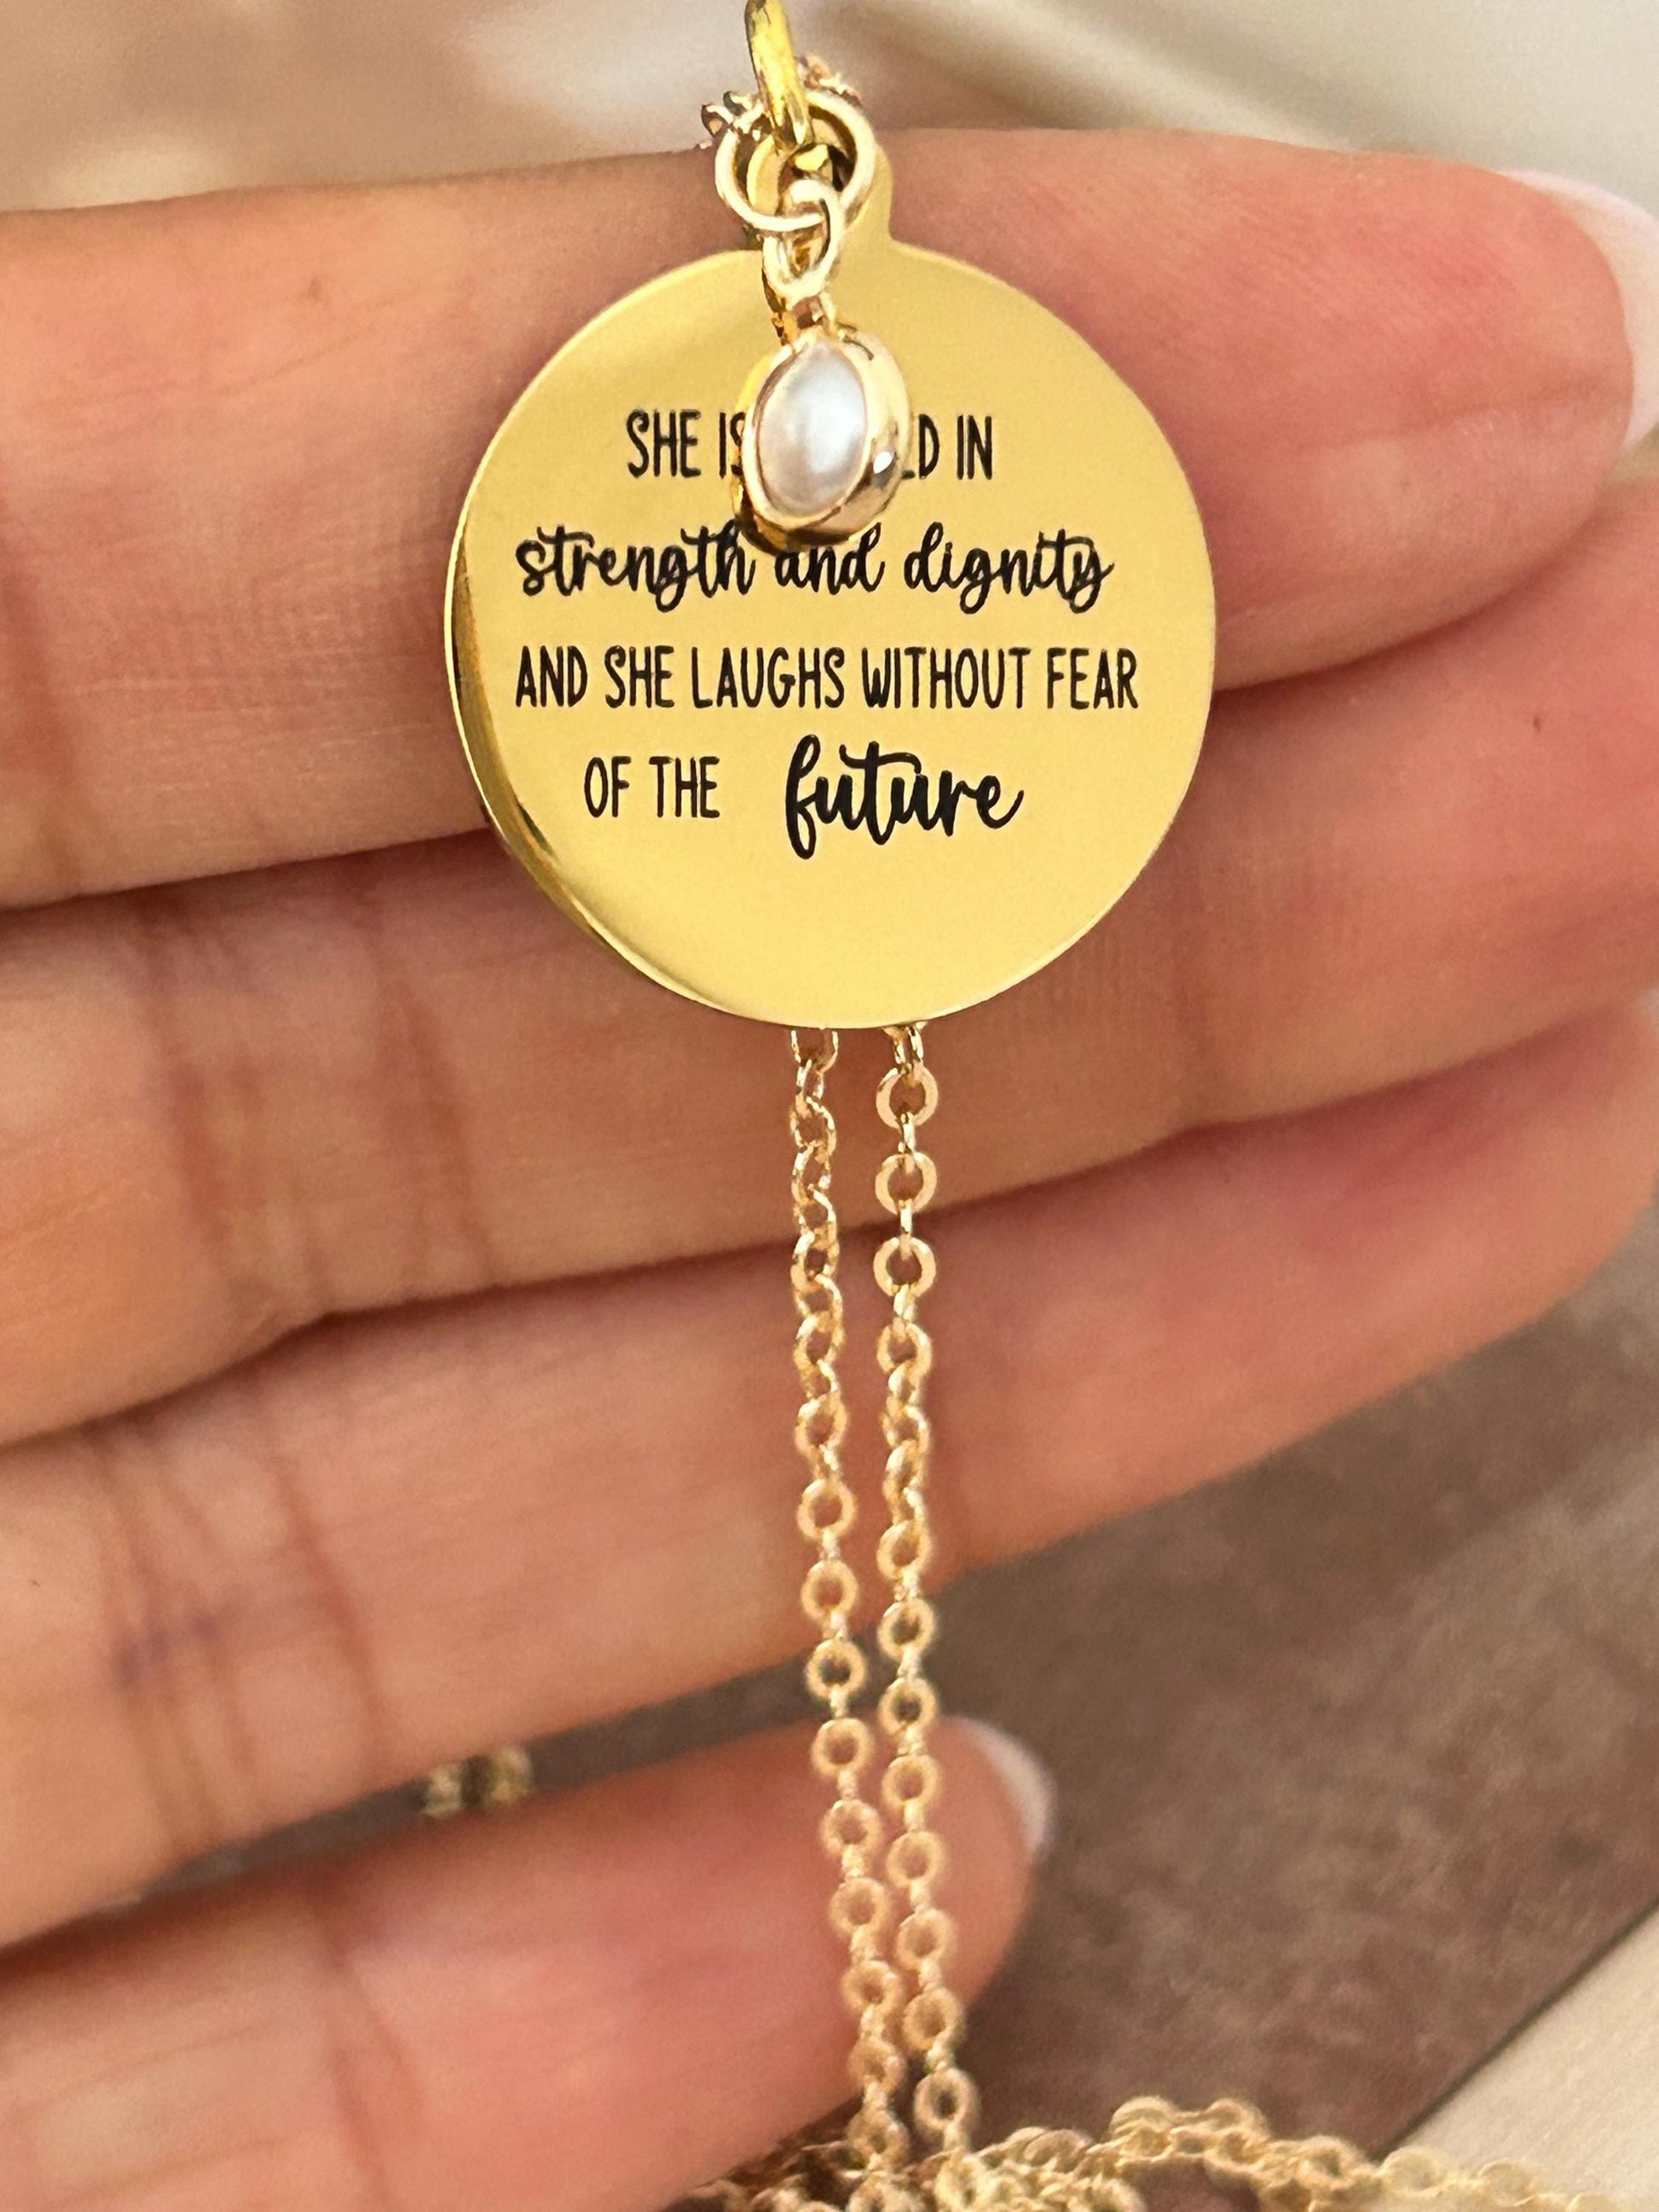 SHE IS IN
strength and dignity
AND SHE LAUGHS WITHOUT FEAR
OF THE future